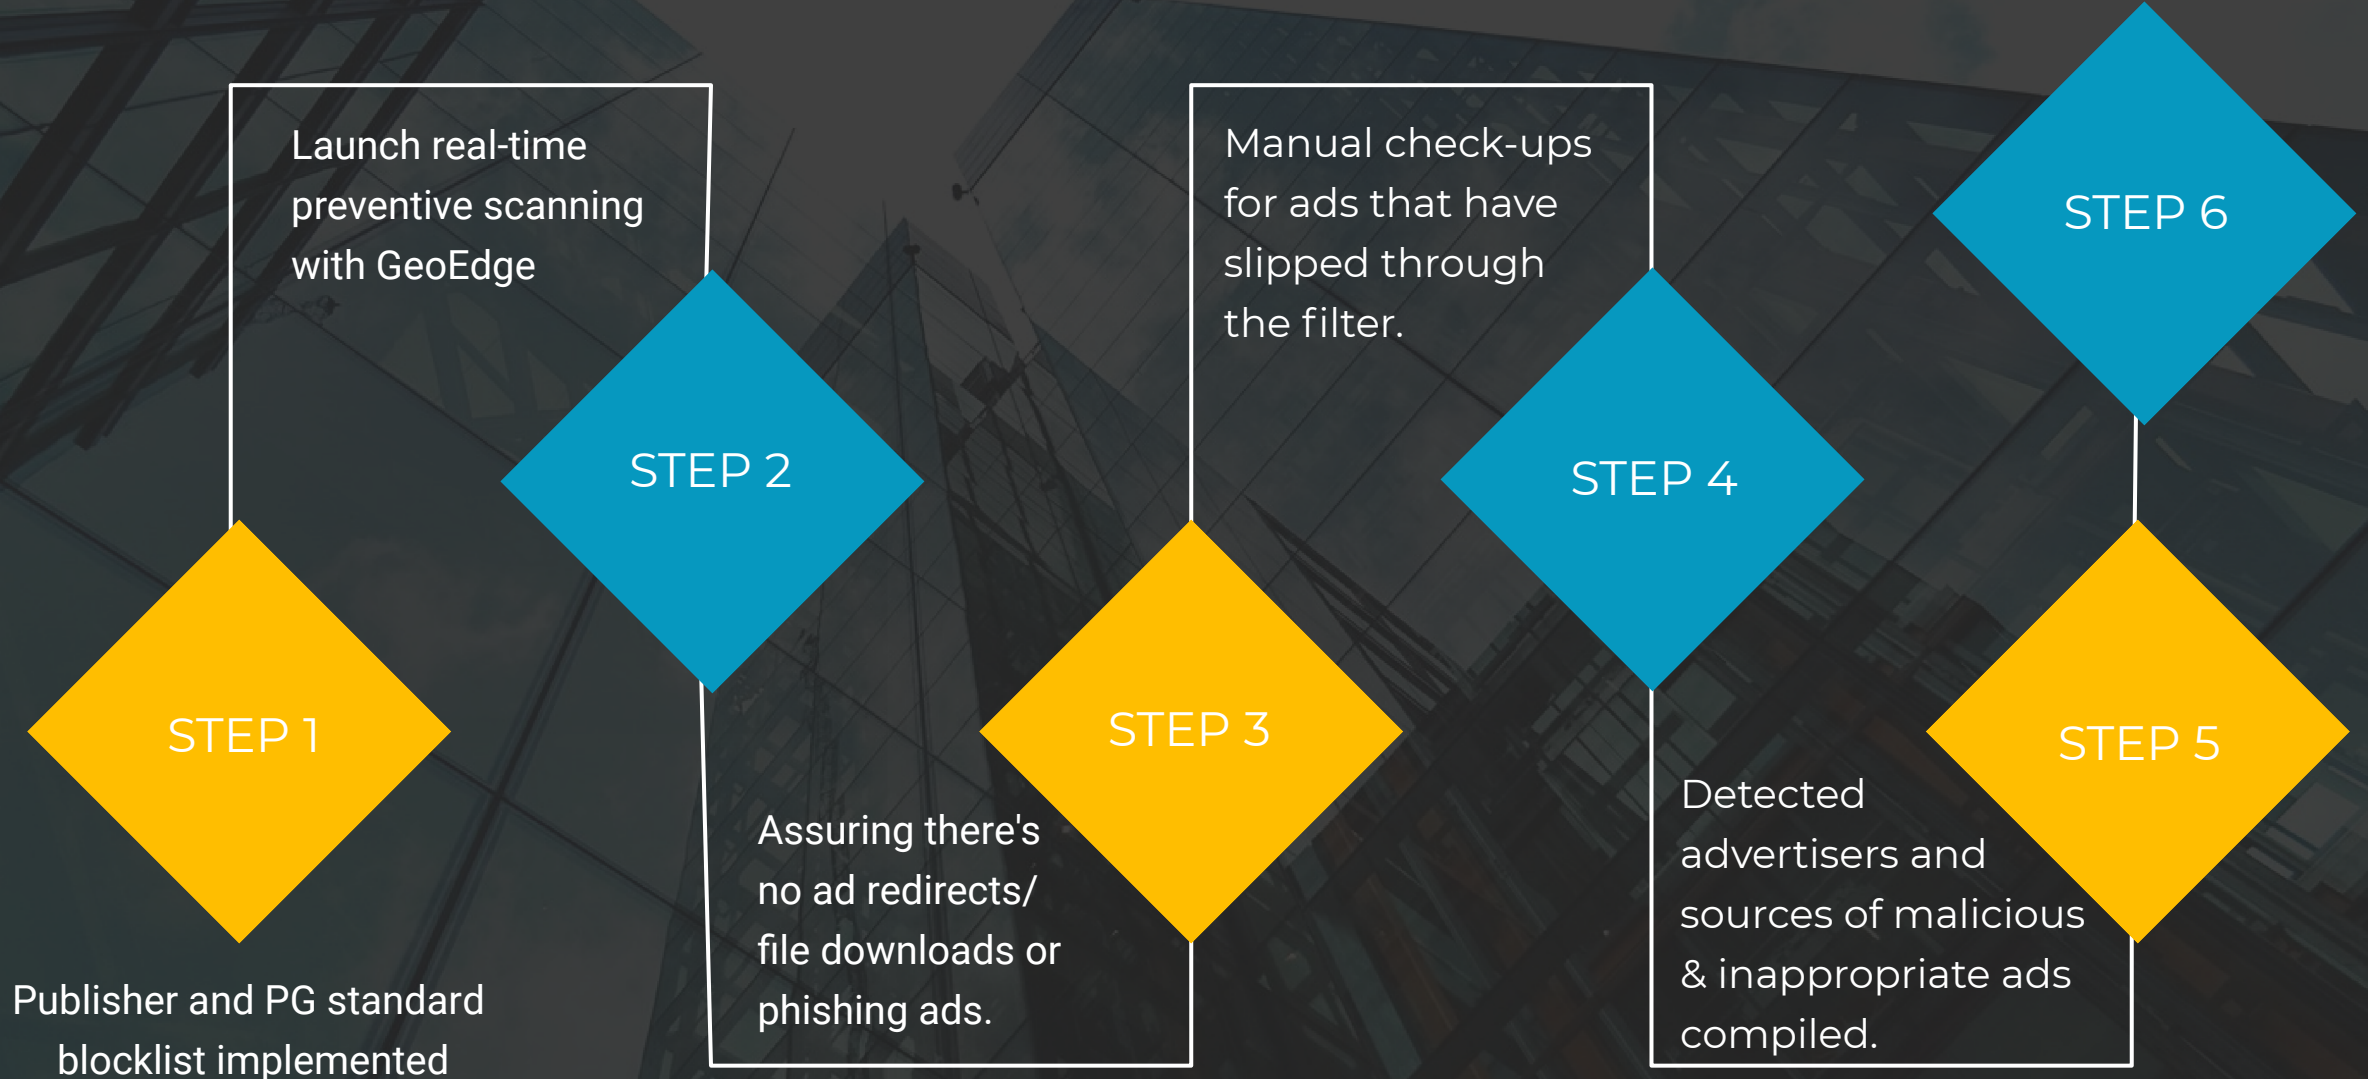 STEP 1
Publisher and PG standard
blocklist implemented
Launch real-time
preventive scanning
with GeoEdge
STEP 2
Assuring there's
no ad redirects/
file downloads or
phishing ads.
STEP 3
Manual check-ups
for ads that have
slipped through
the filter.
STEP 4
Detected
advertisers and
sources of malicious
& inappropriate ads
compiled.
STEP 5
STEP 6